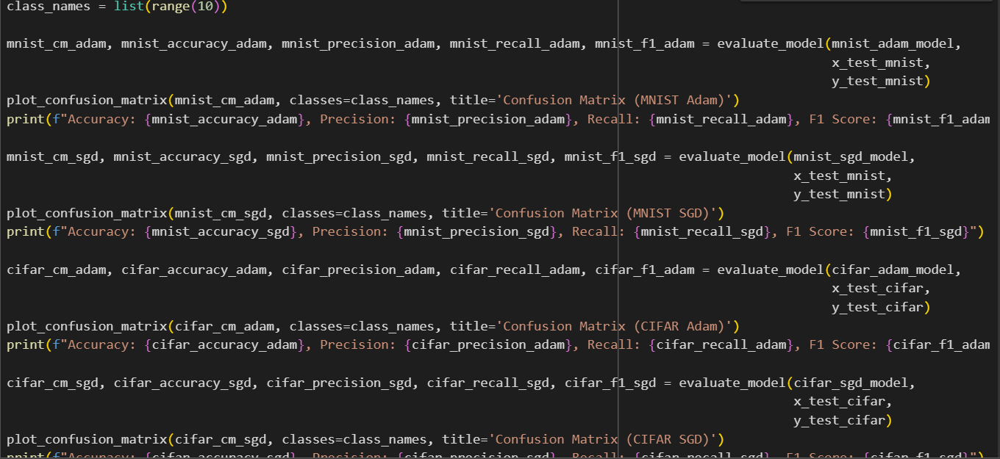 class_names = list(range(10))
mnist_cm_adam, mnist_accuracy_adam, mnist_precision_adam, mnist_recall_adam, mnist_f1_adam = evaluate_model(mnist_adam_model,
x_test_mnist,
y_test_mnist)
plot_confusion_matrix(mnist_cm_adam, classes=class_names, title='Confusion Matrix (MNIST Adam)')
print(f"Accuracy: {mnist_accuracy_adam}, Precision: {mnist_precision_adam}, Recall: {mnist_recall_adam}, F1 Score: {mnist_f1_adam
mnist_cm_sgd, mnist_accuracy_sgd, mnist_precision_sgd, mnist_recall_sgd, mnist_f1_sgd = evaluate_model(mnist_sgd_model,
x_test_mnist,
y_test_mnist)
plot_confusion_matrix(mnist_cm_sgd, classes=class_names, title='Confusion Matrix (MNIST SGD)')
print(f"Accuracy: {mnist_accuracy_sgd}, Precision: {mnist_precision_sgd}, Recall: {mnist_recall_sgd}, F1 Score: {mnist_f1_sgd}")
cifar_cm_adam, cifar_accuracy_adam, cifar_precision_adam, cifar_recall_adam, cifar_f1_adam = evaluate_model(cifar_adam_model,
x_test_cifar,
y_test_cifar)
plot_confusion_matrix(cifar_cm_adam, classes=class_names, title='Confusion Matrix (CIFAR Adam)')
print(f"Accuracy: {cifar_accuracy_adam}, Precision: {cifar_precision_adam}, Recall: {cifar_recall_adam}, F1 Score: {cifar_f1_adam
cifar_cm_sgd, cifar_accuracy_sgd, cifar_precision_sgd, cifar_recall_sgd, cifar_f1_sgd = evaluate_model(cifar_sgd_model,
x_test_cifar,
y_test_cifar)
plot_confusion_matrix(cifar_cm_sgd, classes=class_names, title='Confusion Matrix (CIFAR SGD)')
print(f"Accuracy: {cifar_accuracy_sgd}, Precision: {cifar_precision_sgd}, Recall: {cifar_recall_sgd}, F1 Score: {cifar_f1_sgd}")